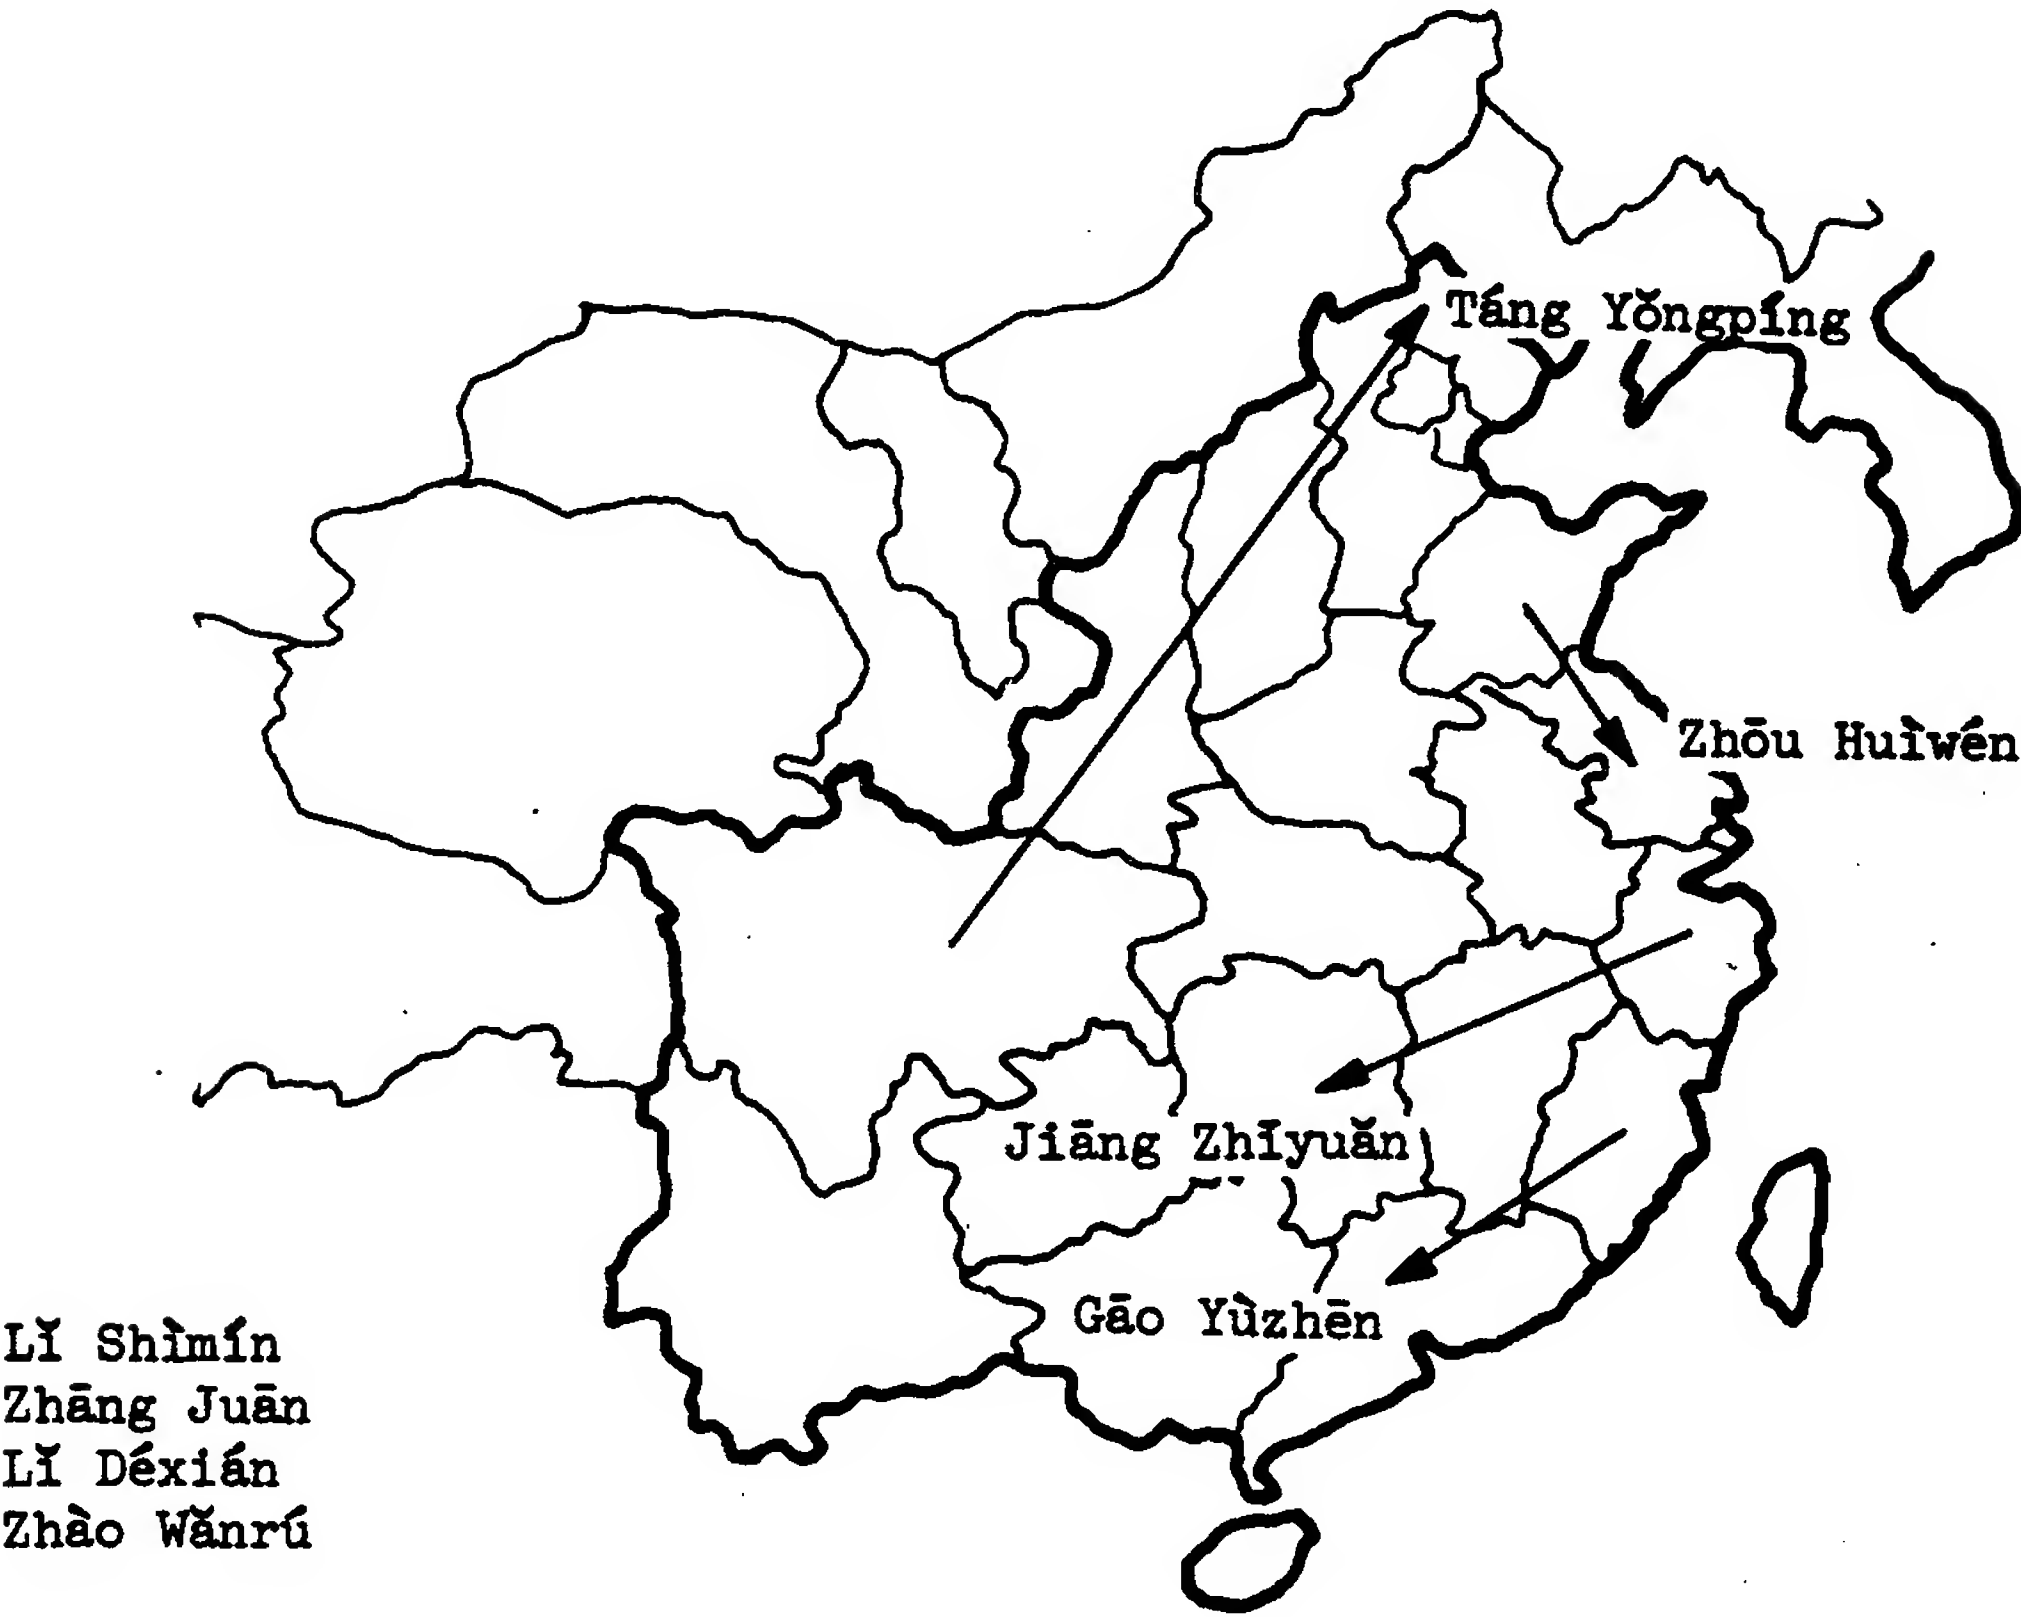 Táng Yǒngpíng
Zhōu Huìwén
Jiāng Zhīyuǎn
Gāo Yùzhēn
Lǐ Shìmín
Zhāng Juān
Lǐ Déxián
Zhào Wǎnrú